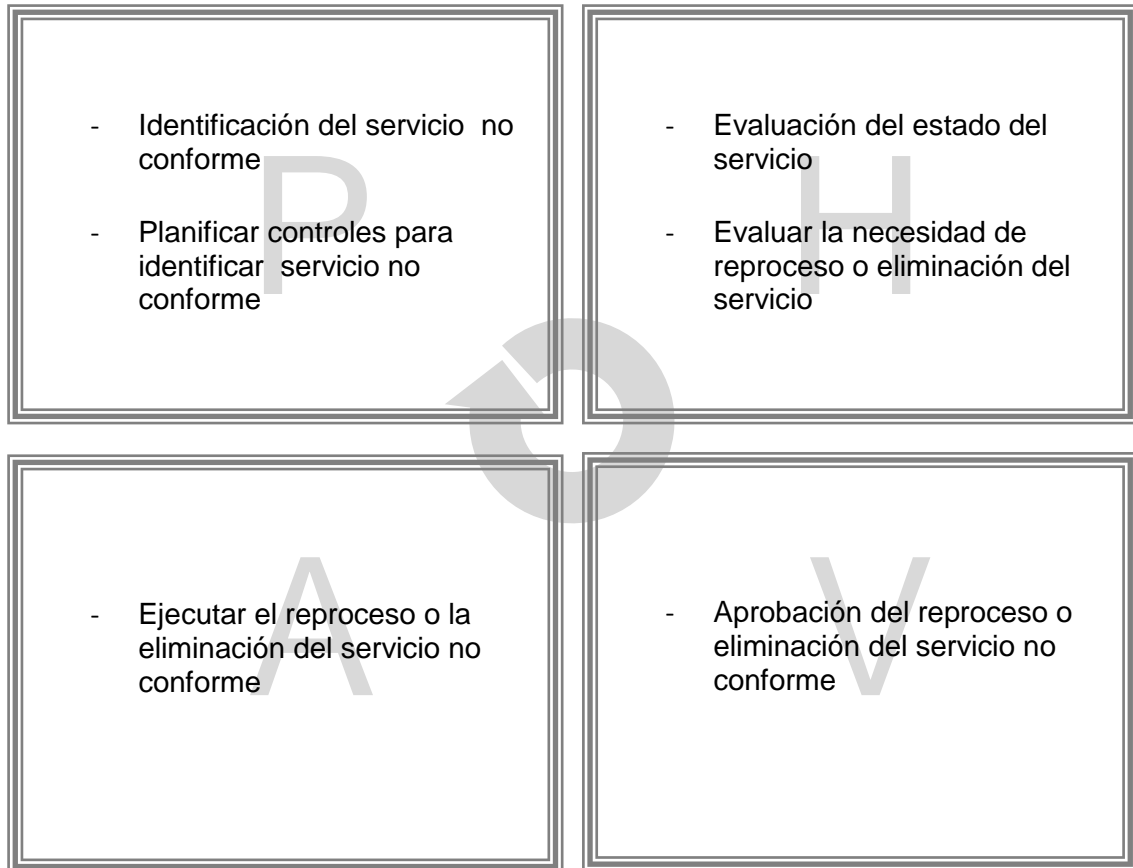 P
- Identificación del servicio  no
conforme
- Planificar controles para
identificar  servicio no
conforme
H
- Evaluación del estado del
servicio
- Evaluar la necesidad de
reproceso o eliminación del
servicio
A
- Ejecutar el reproceso o la
eliminación del servicio no
conforme
V
- Aprobación del reproceso o
eliminación del servicio no
conforme